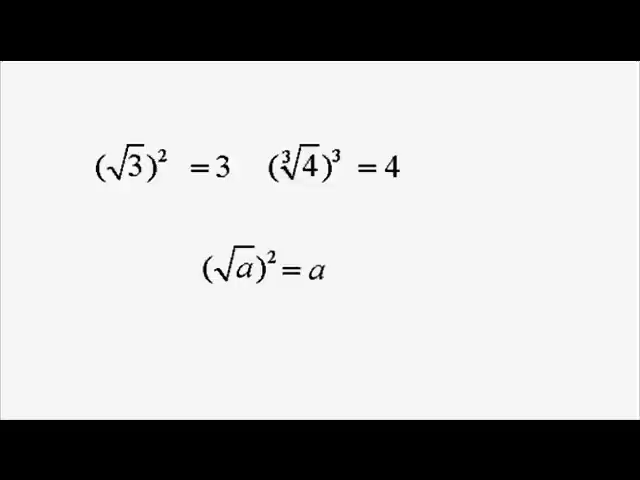 (√3)² = 3 (∛4)³ = 4
(√a)² = a